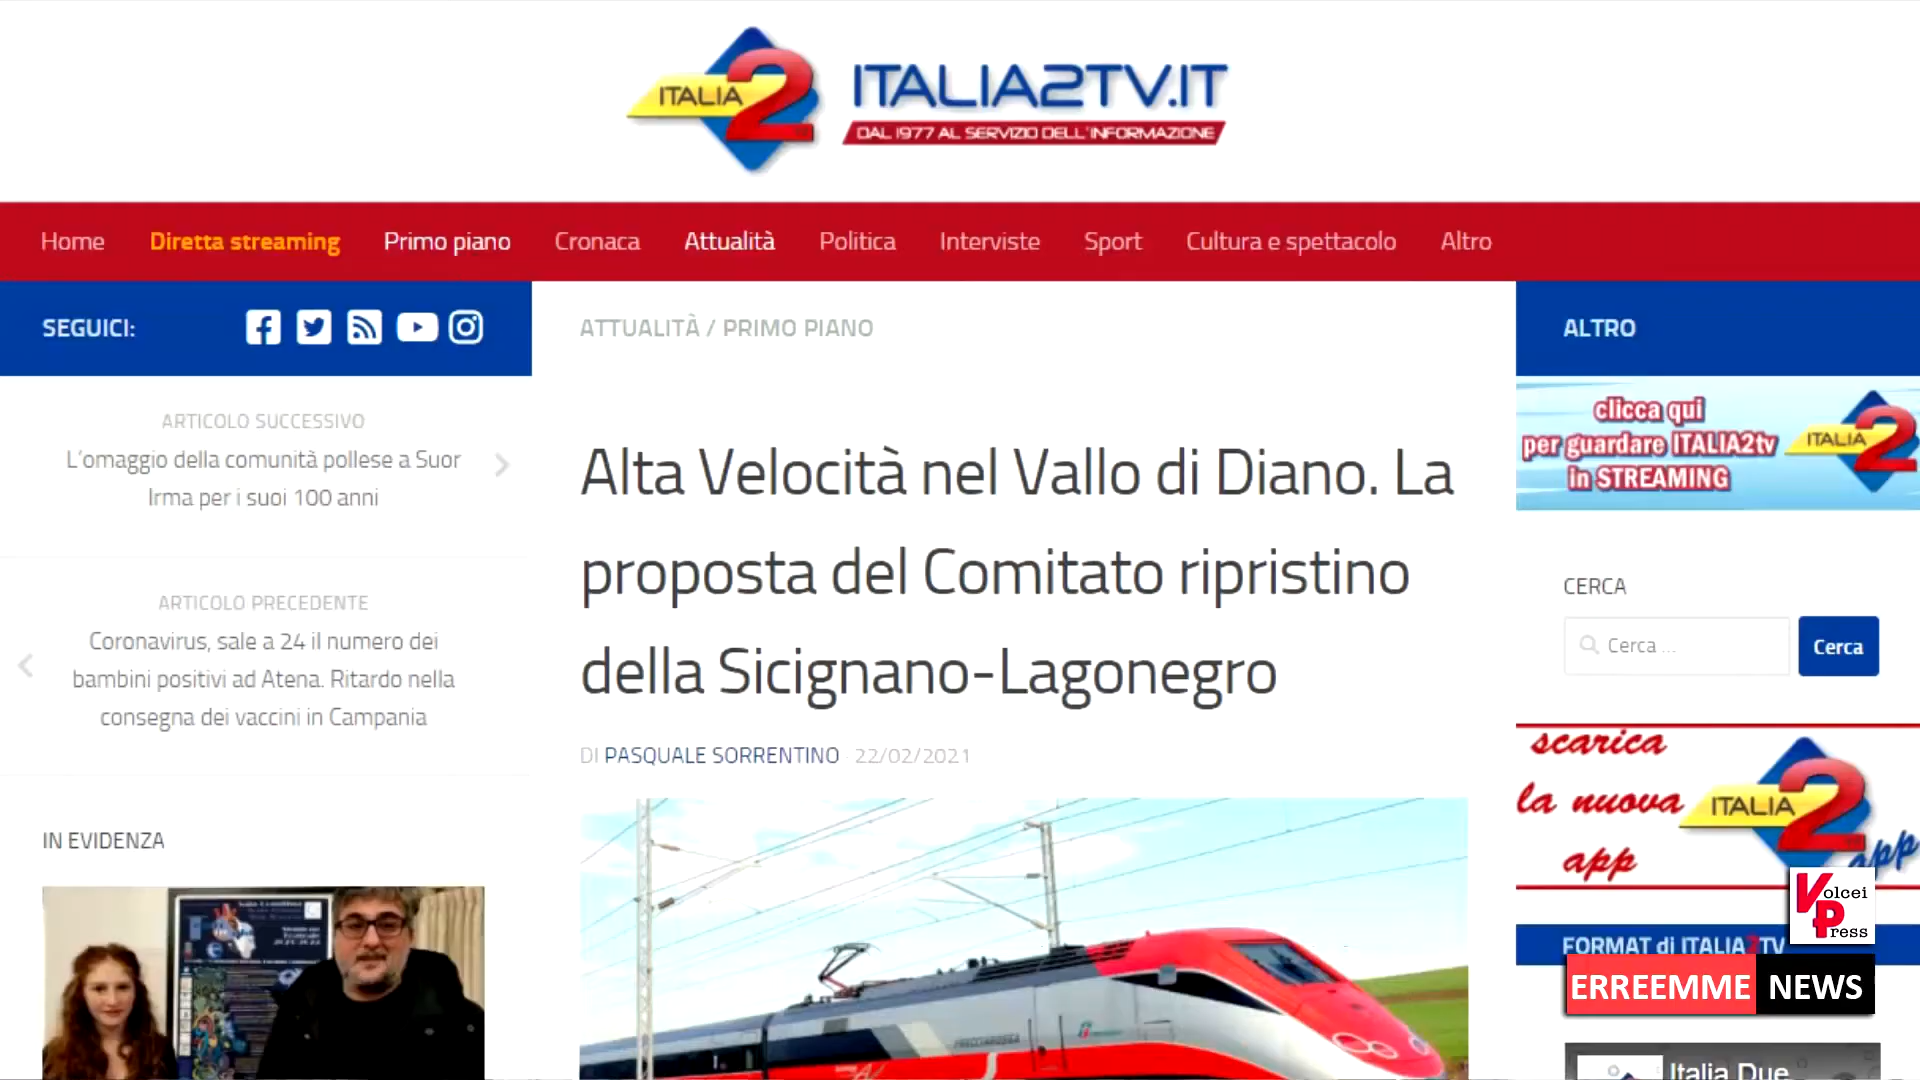 ITALIA 2
ITALIA2TV.IT
DAL 1977 AL SERVIZIO DELL'INFORMAZIONE
Home Diretta streaming Primo piano Cronaca Attualità Politica Interviste Sport Cultura e spettacolo Altro
SEGUICI:
ARTICOLO SUCCESSIVO
L'omaggio della comunità pollese a Suor
Irma per i suoi 100 anni
ARTICOLO PRECEDENTE
Coronavirus, sale a 24 il numero dei
bambini positivi ad Atena. Ritardo nella
consegna dei vaccini in Campania
IN EVIDENZA
ATTUALITÀ / PRIMO PIANO
Alta Velocità nel Vallo di Diano. La
proposta del Comitato ripristino
della Sicignano-Lagonegro
DI PASQUALE SORRENTINO · 22/02/2021
FRECCIAROSSA
ALTRO
clicca qui
per guardare ITALIA2tv
in STREAMING
ITALIA 2
CERCA
Cerca ...
Cerca
scarica
la nuova
app
ITALIA 2
app
Volcei
Press
FORMAT di ITALIA2TV
ERREEMME NEWS
Italia Due